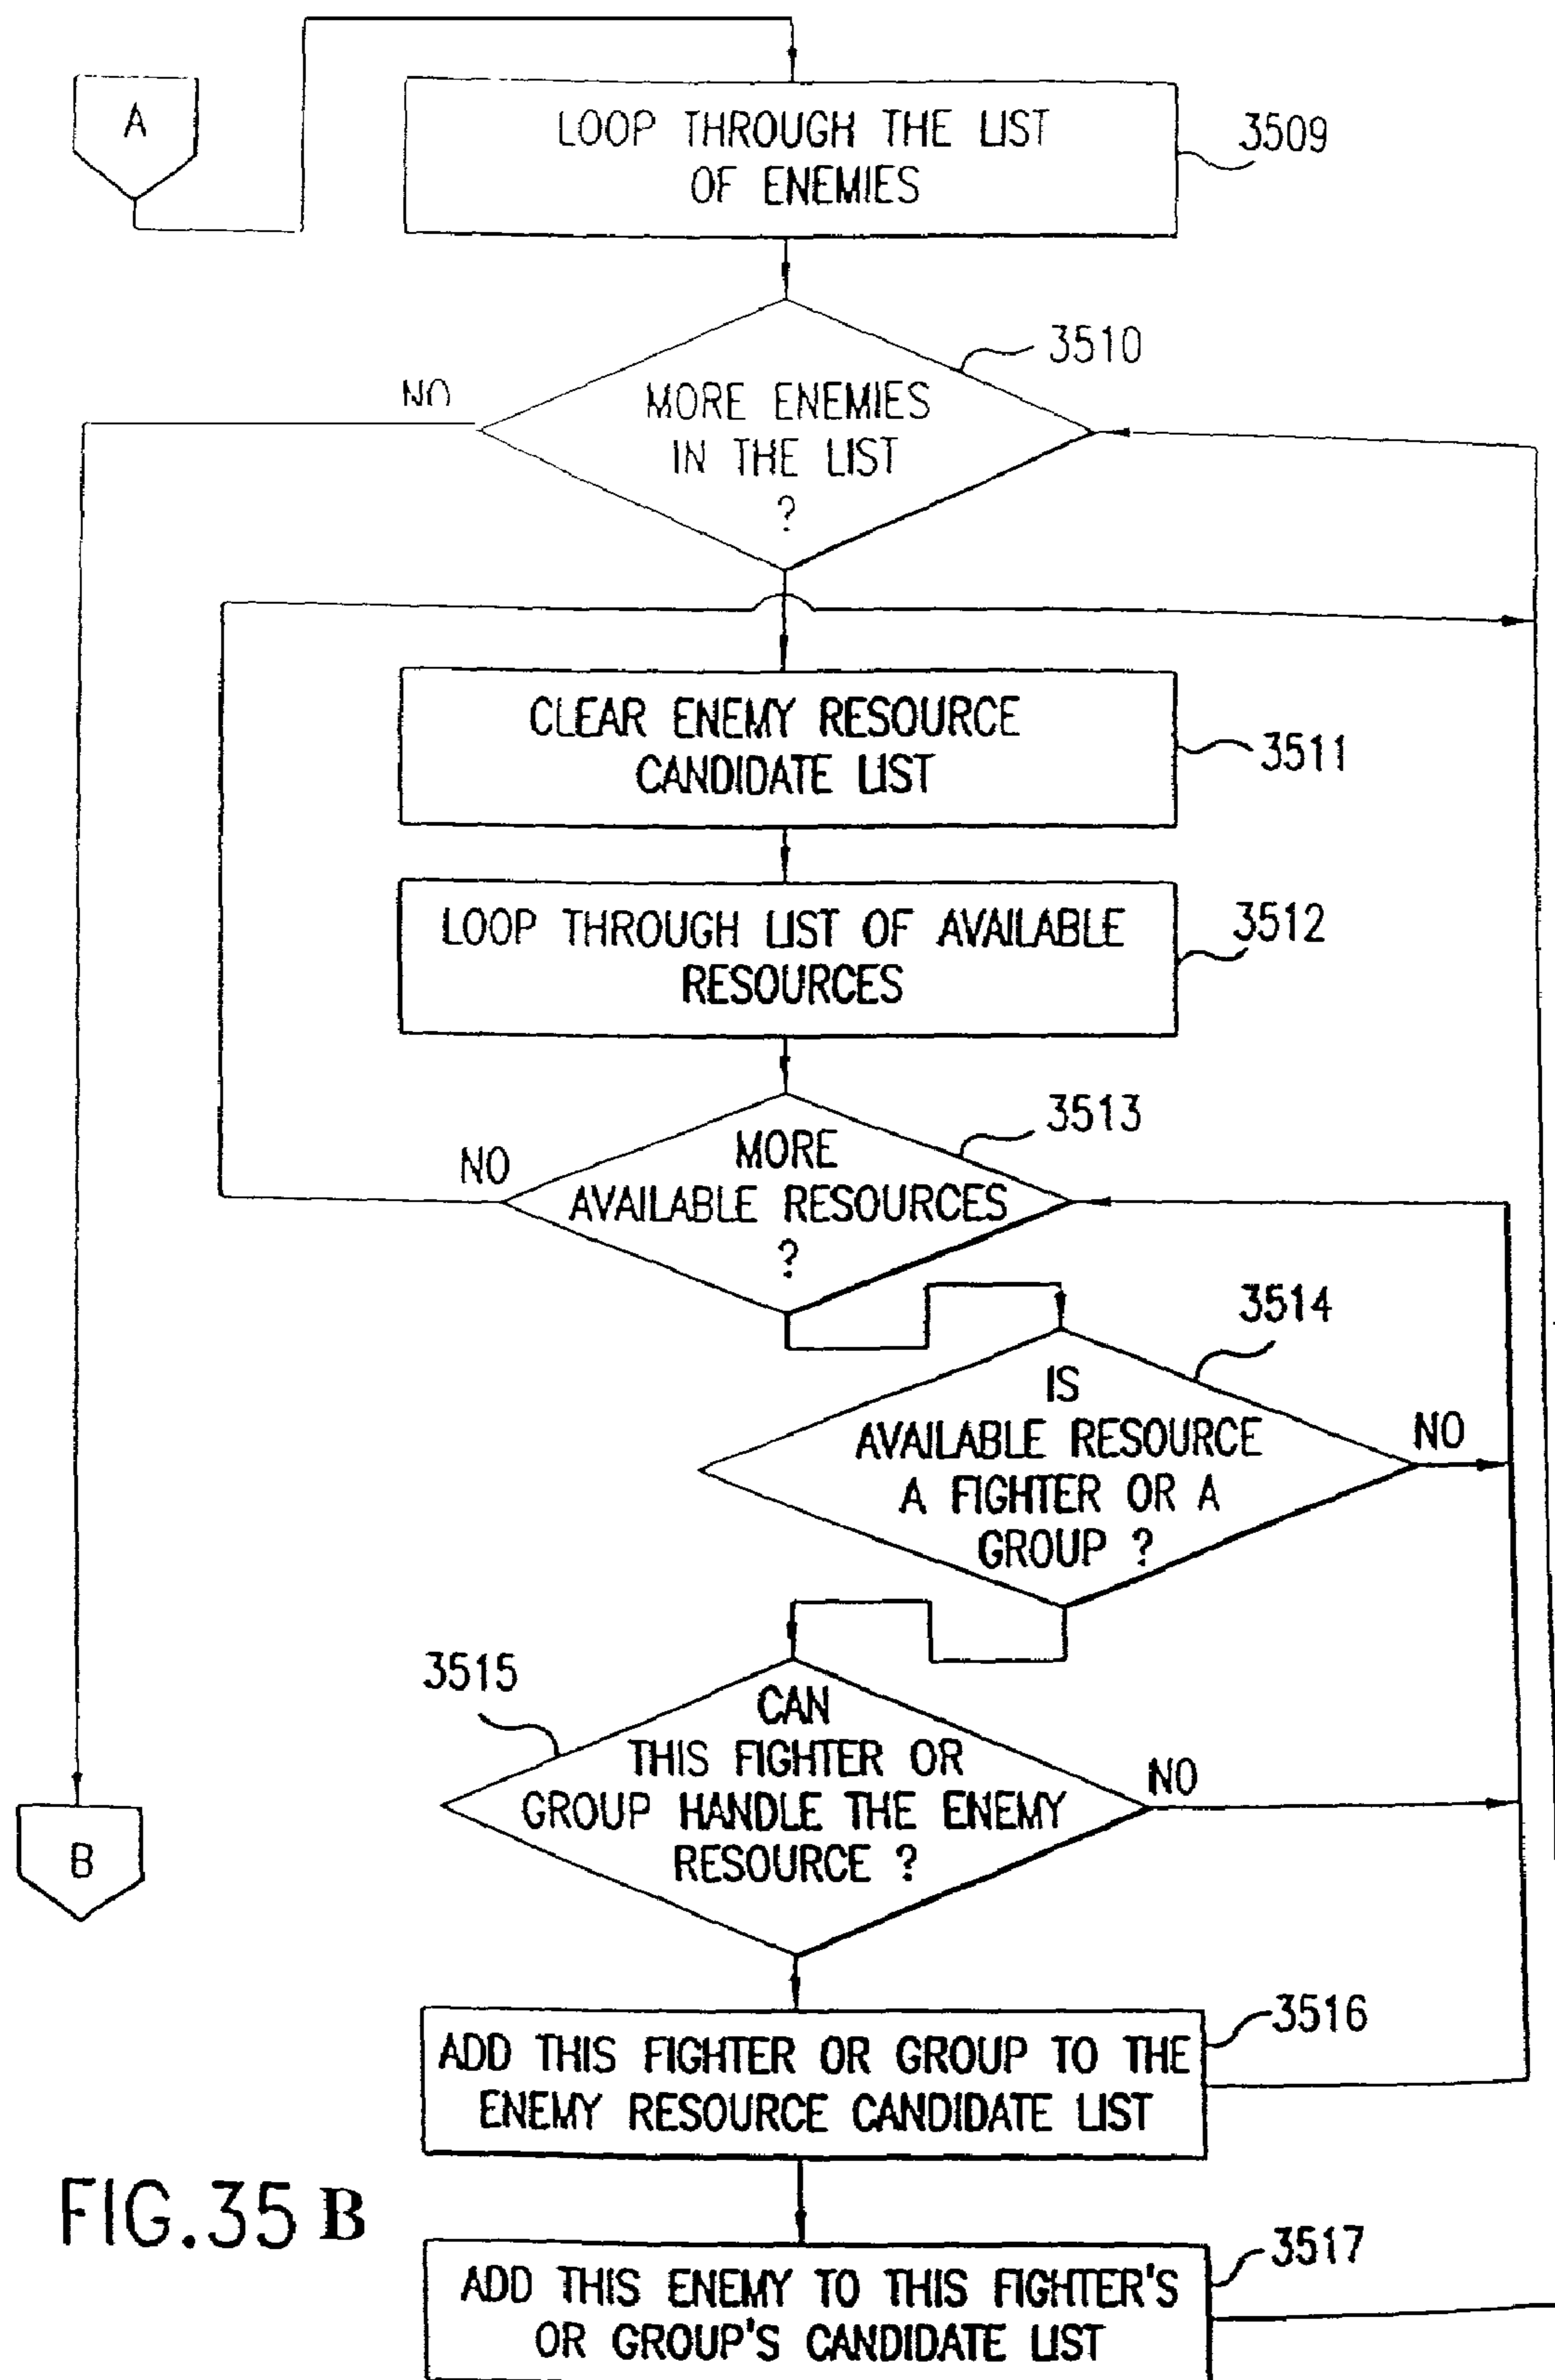 A
LOOP THROUGH THE LIST
OF ENEMIES
3509
3510
NO
MORE ENEMIES
IN THE LIST
?
CLEAR ENEMY RESOURCE
CANDIDATE LIST
3511
LOOP THROUGH LIST OF AVAILABLE
RESOURCES
3512
3513
NO
MORE
AVAILABLE RESOURCES
?
3514
IS
AVAILABLE RESOURCE
A FIGHTER OR A
GROUP ?
NO
3515
CAN
THIS FIGHTER OR
GROUP HANDLE THE ENEMY
RESOURCE ?
NO
B
ADD THIS FIGHTER OR GROUP TO THE
ENEMY RESOURCE CANDIDATE LIST
3516
FIG.35 B
ADD THIS ENEMY TO THIS FIGHTER'S
OR GROUP'S CANDIDATE LIST
3517